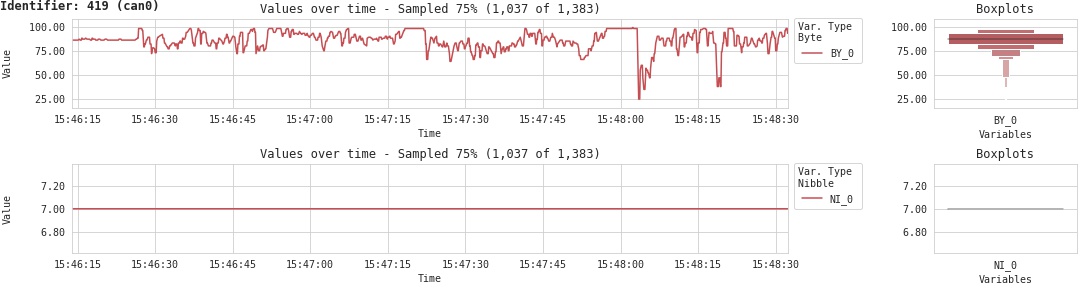 Identifier: 419 (can0)
Values over time - Sampled 75% (1,037 of 1,383)
Boxplots
100.00
75.00
50.00
25.00
Value
15:46:15 15:46:30 15:46:45 15:47:00 15:47:15 15:47:30 15:47:45 15:48:00 15:48:15 15:48:30
Time
Var. Type
Byte
BY_0
100.00
75.00
50.00
25.00
BY_0
Variables
Values over time - Sampled 75% (1,037 of 1,383)
Boxplots
7.20
7.00
6.80
Value
15:46:15 15:46:30 15:46:45 15:47:00 15:47:15 15:47:30 15:47:45 15:48:00 15:48:15 15:48:30
Time
Var. Type
Nibble
NI_0
7.20
7.00
6.80
NI_0
Variables